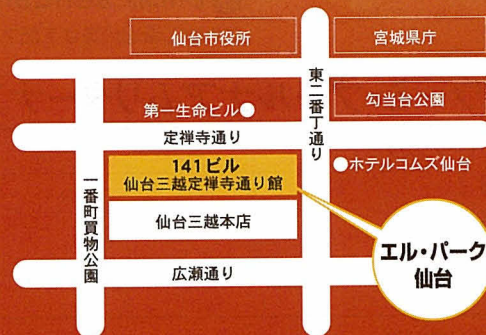 仙台市役所
宮城県庁
東二番丁通り
勾当台公園
第一生命ビル●
定禅寺通り
141ビル
仙台三越定禅寺通り館
●ホテルコムズ仙台
一番町買物公園
仙台三越本店
エル・パーク
仙台
広瀬通り